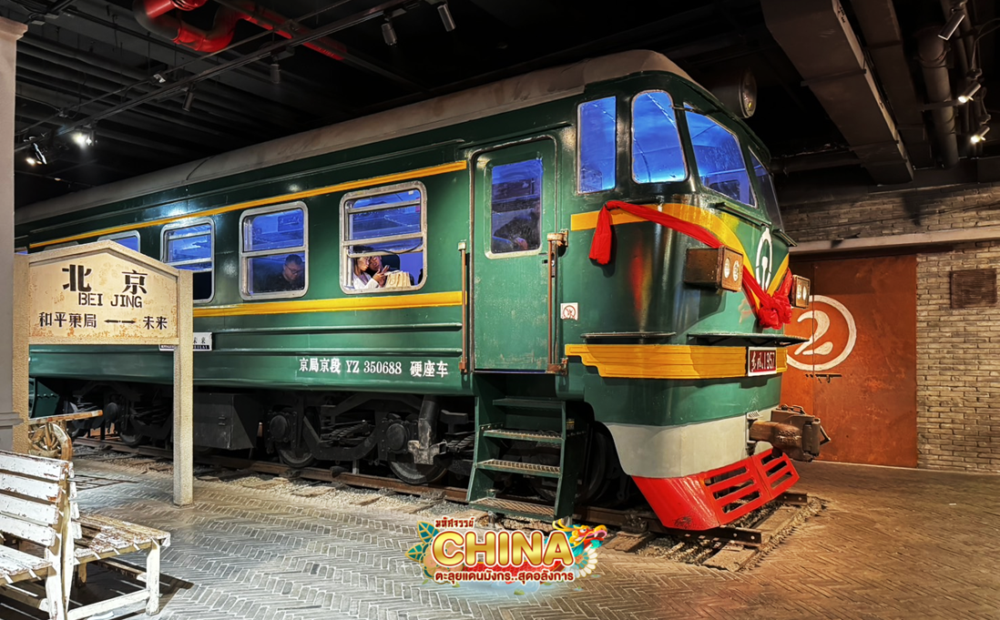 北 京
BEI JING
和平菓局 —— 未来
京局京段 YZ 350688 硬座车
东风1957
2
มหัศจรรย์
CHINA
ตะลุยแดนมังกร..สุดอลังการ